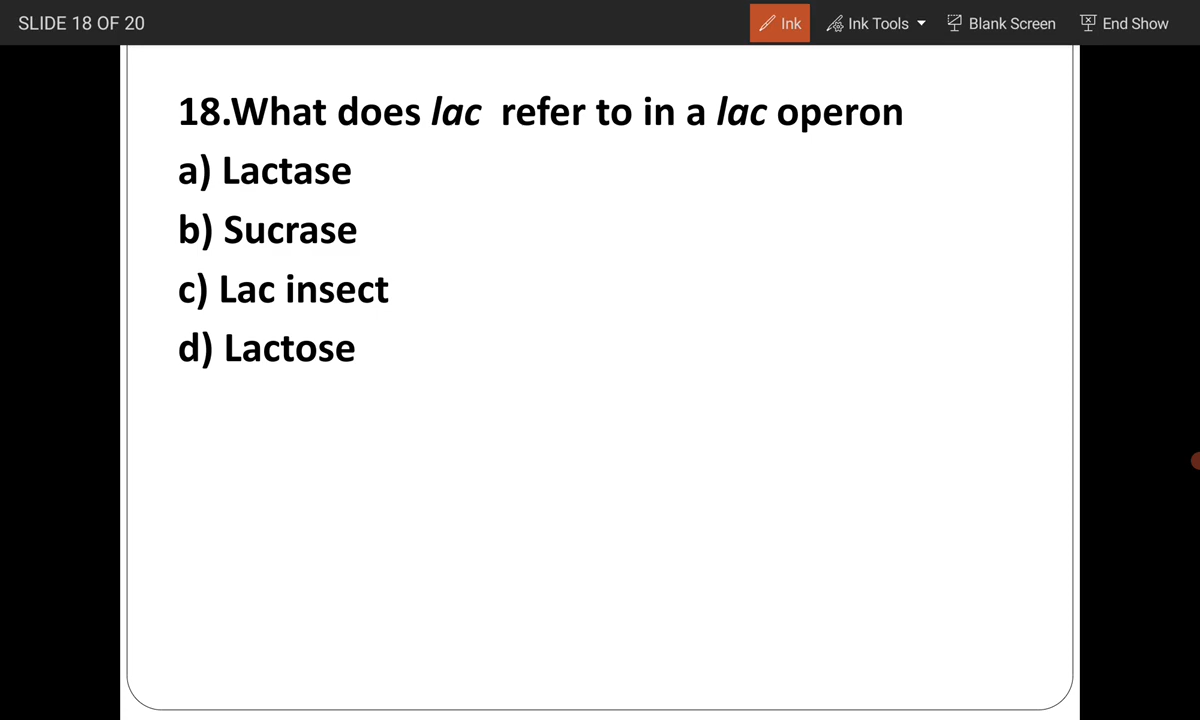 SLIDE 18 OF 20
Ink
Ink Tools
Blank Screen
End Show
18.What does lac refer to in a lac operon
a) Lactase
b) Sucrase
c) Lac insect
d) Lactose